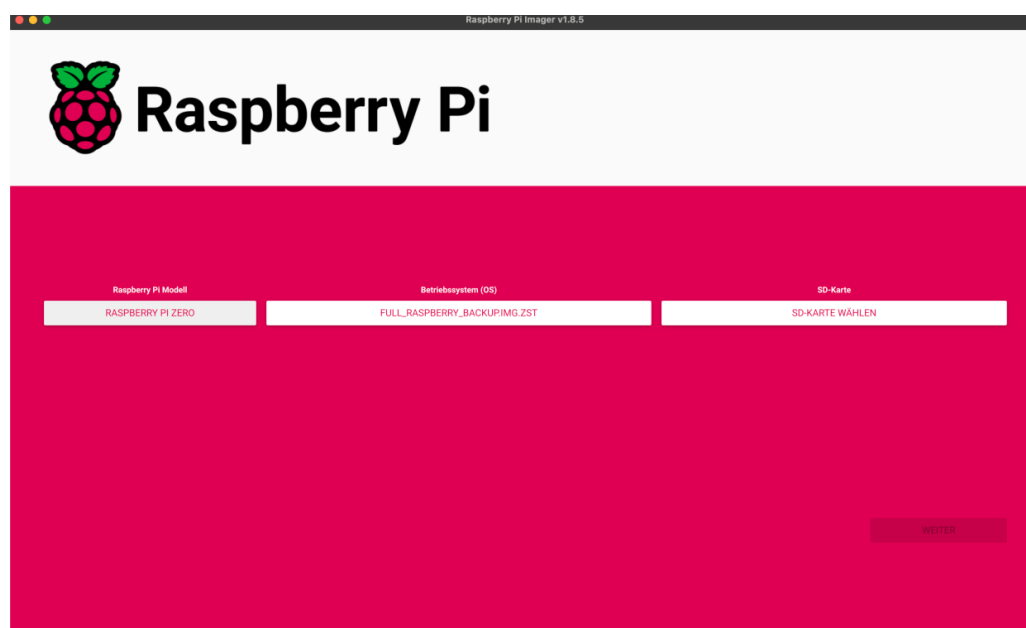 Raspberry Pi Imager v1.8.5
Raspberry Pi
Raspberry Pi Modell
Betriebssystem (OS)
SD-Karte
RASPBERRY PI ZERO
FULL_RASPBERRY_BACKUP.IMG.ZST
SD-KARTE WÄHLEN
WEITER